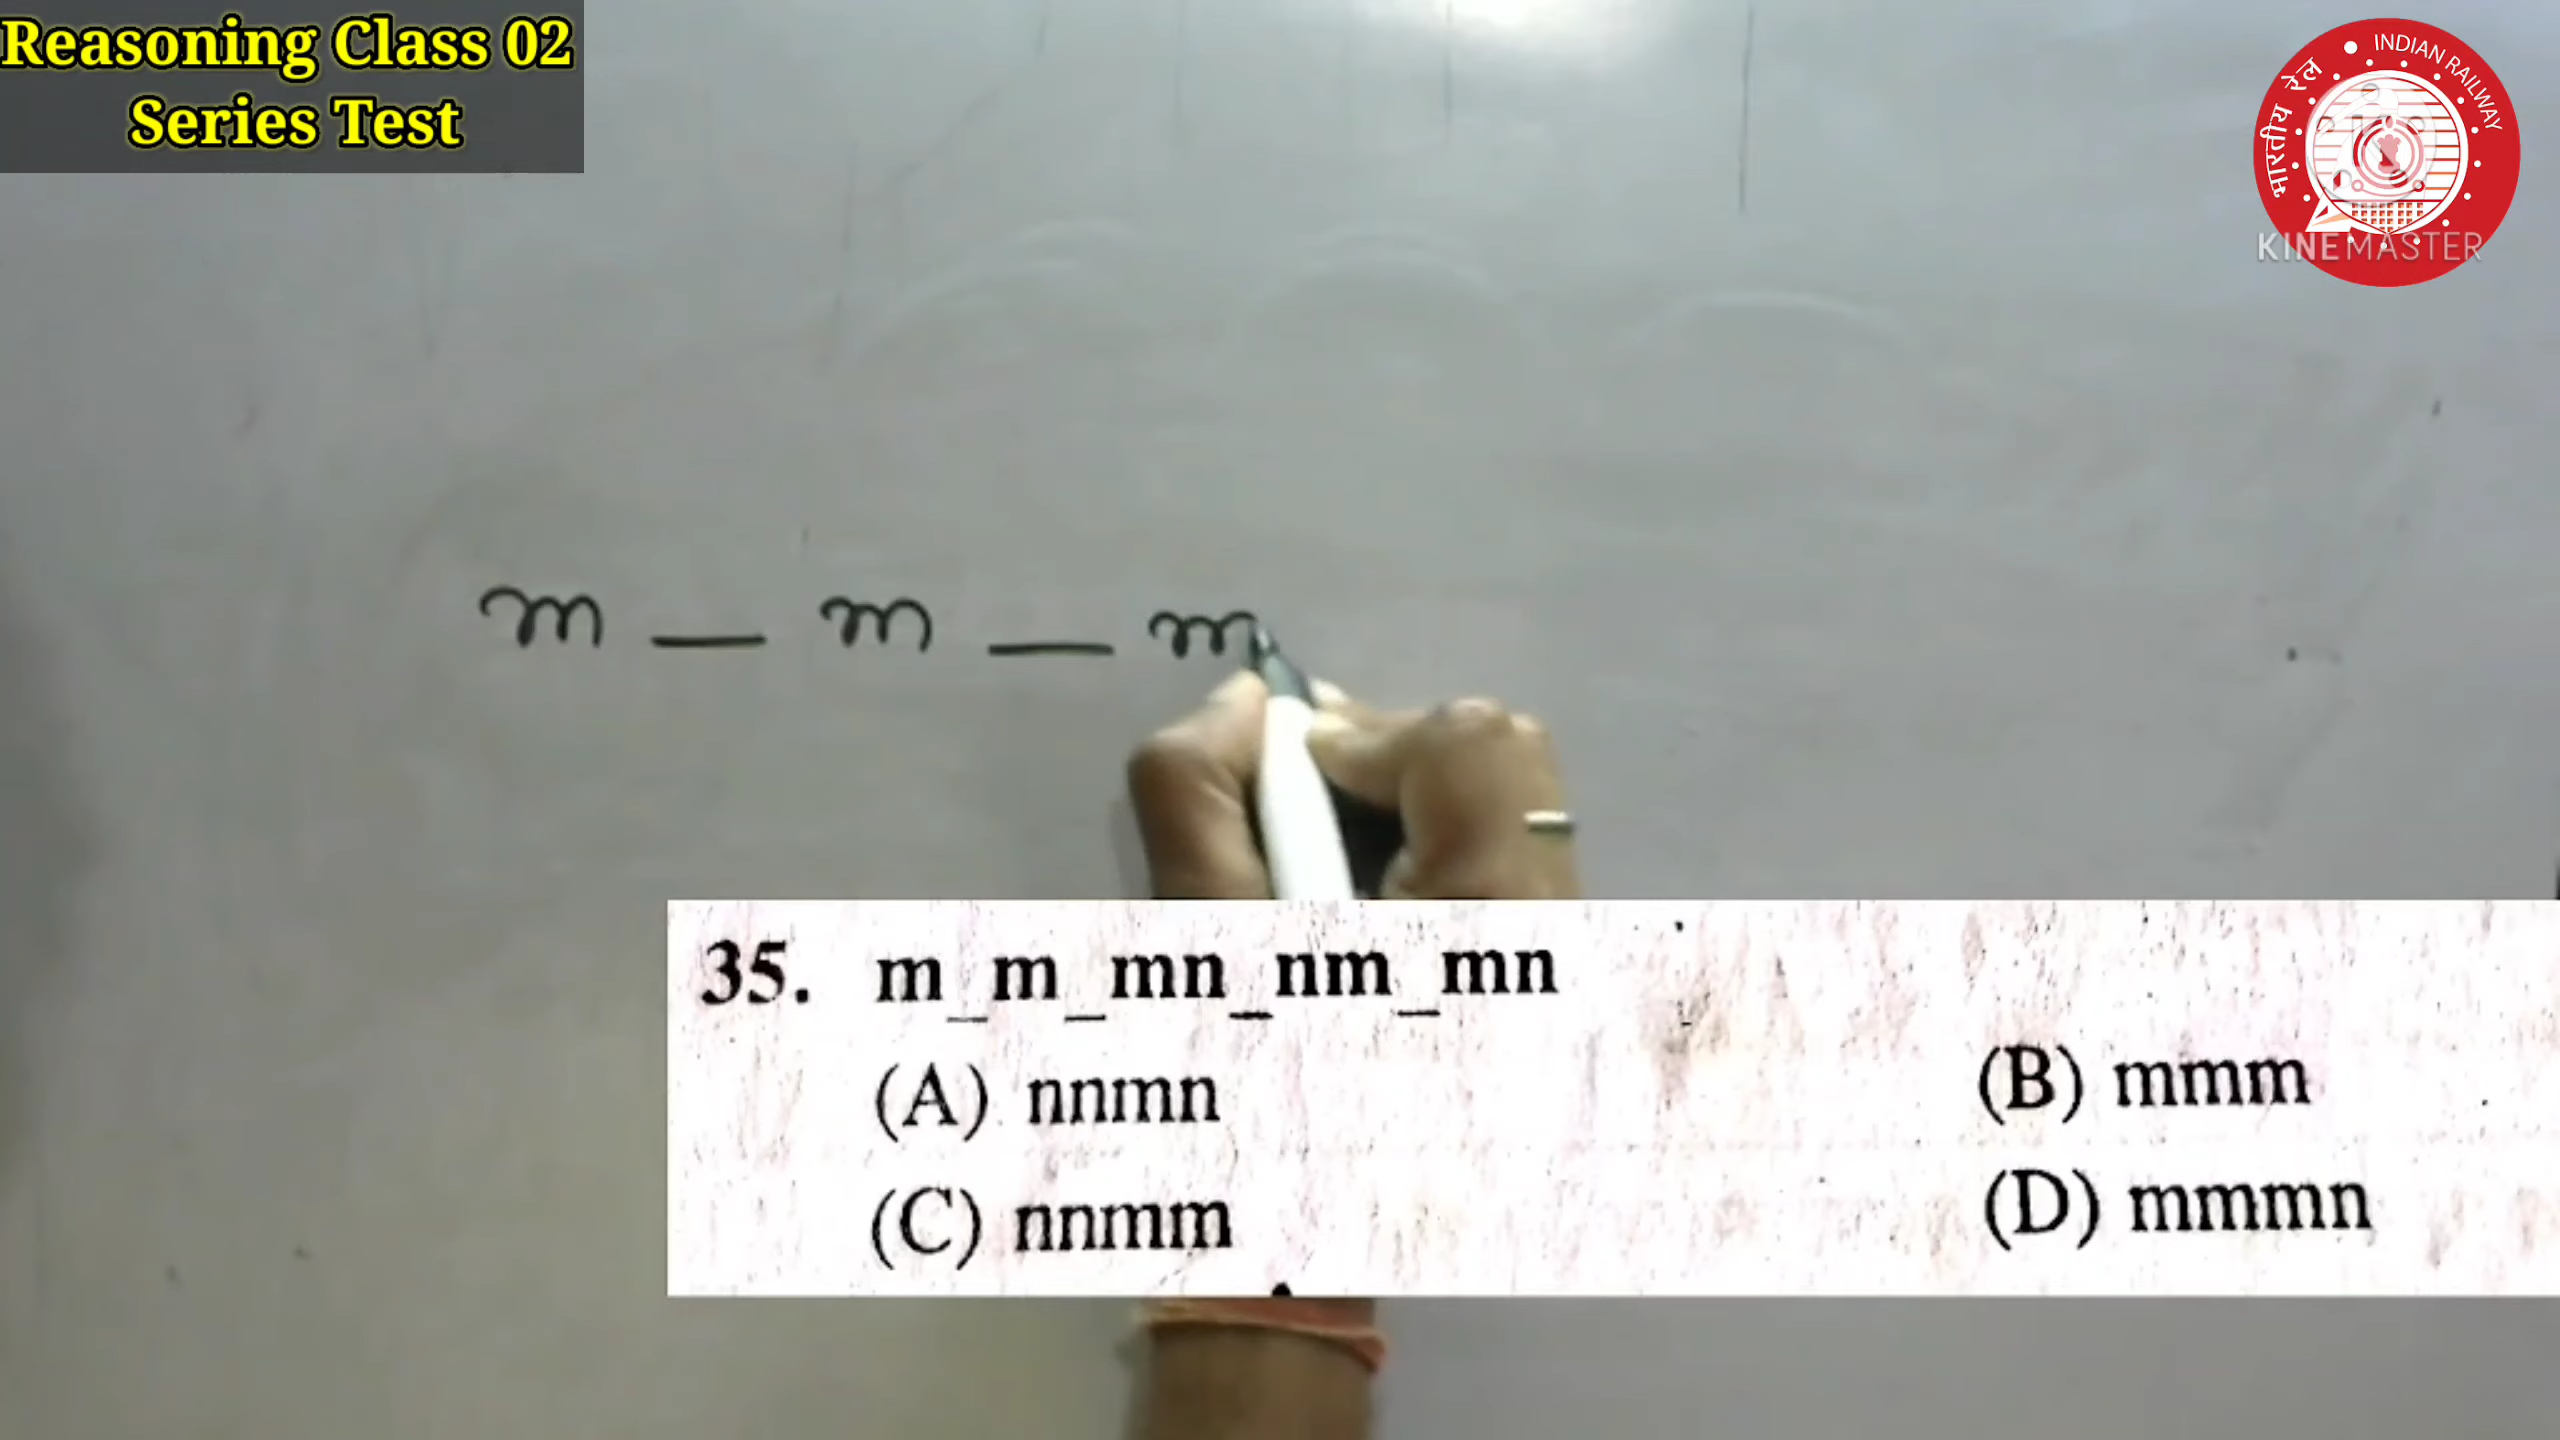 Reasoning Class 02
Series Test
भारतीय रेल
INDIAN RAILWAY
KINEMASTER
m _ m _ m
35. m_m_mn_nm_mn
(A) nnmn
(B) mmm
(C) nnmm
(D) mmmn